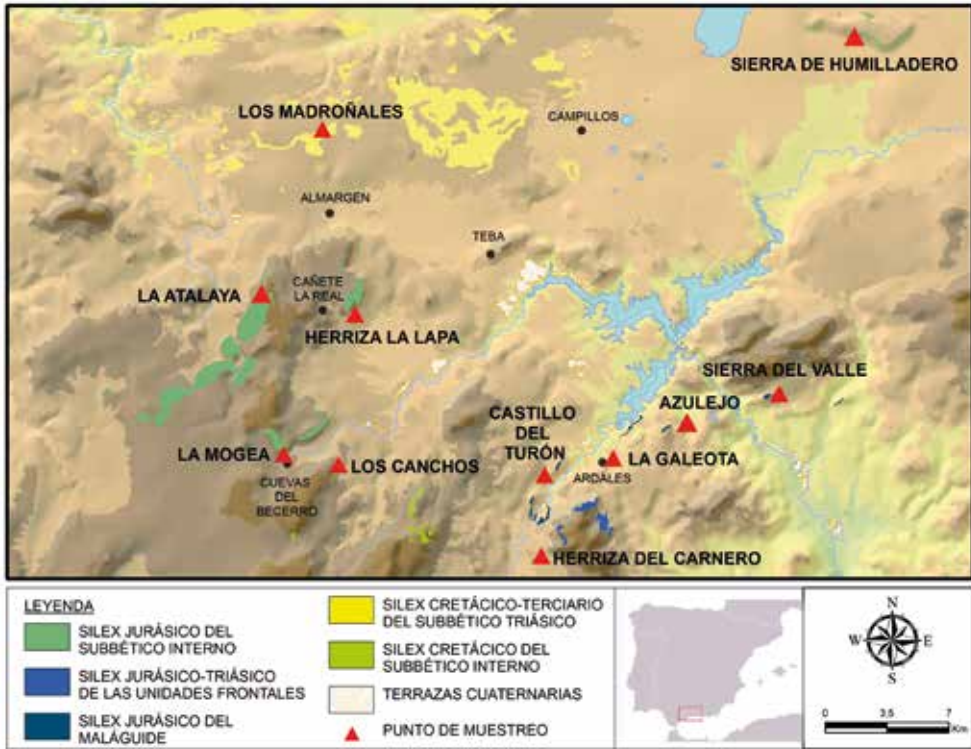 SIERRA DE HUMILLADERO
LOS MADROÑALES
CAMPILLOS
ALMARGEN
TEBA
LA ATALAYA
CAÑETE
LA REAL
HERRIZA LA LAPA
SIERRA DEL VALLE
AZULEJO
CASTILLO
DEL
TURÓN
LA MOGEA
LOS CANCHOS
LA GALEOTA
ARDALES
CUEVAS
DEL
BECERRO
HERRIZA DEL CARNERO
LEYENDA
SILEX JURÁSICO DEL
SUBBÉTICO INTERNO
SILEX JURÁSICO-TRIÁSICO
DE LAS UNIDADES FRONTALES
SILEX JURÁSICO DEL
MALÁGUIDE
SILEX CRETÁCICO-TERCIARIO
DEL SUBBÉTICO TRIÁSICO
SILEX CRETÁCICO DEL
SUBBÉTICO INTERNO
TERRAZAS CUATERNARIAS
PUNTO DE MUESTREO
N
W E
S
0 3,5 7
Km